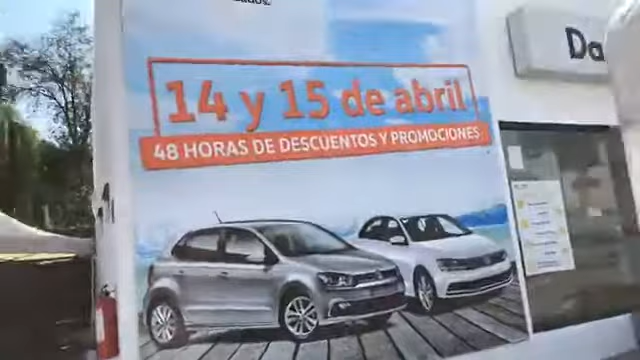 14 y 15 de abril
48 HORAS DE DESCUENTOS Y PROMOCIONES
Da